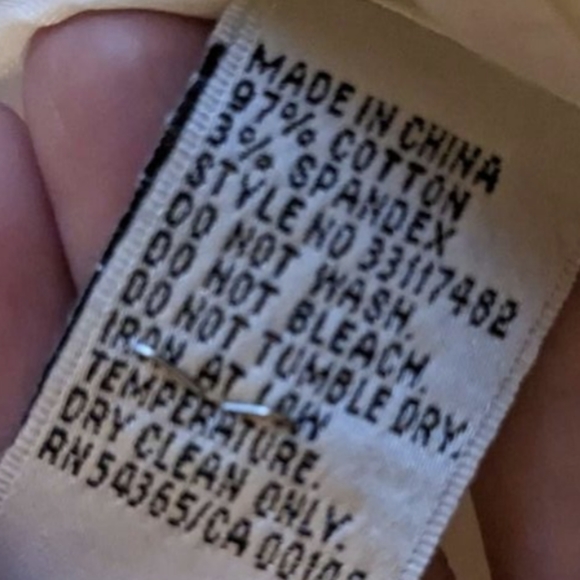 MADE IN CHINA
97% COTTON
3% SPANDEX
STYLE NO 33117482
DO NOT WASH.
DO NOT BLEACH.
DO NOT TUMBLE DRY.
IRON AT LOW
TEMPERATURE.
DRY CLEAN ONLY.
RN 54365/CA